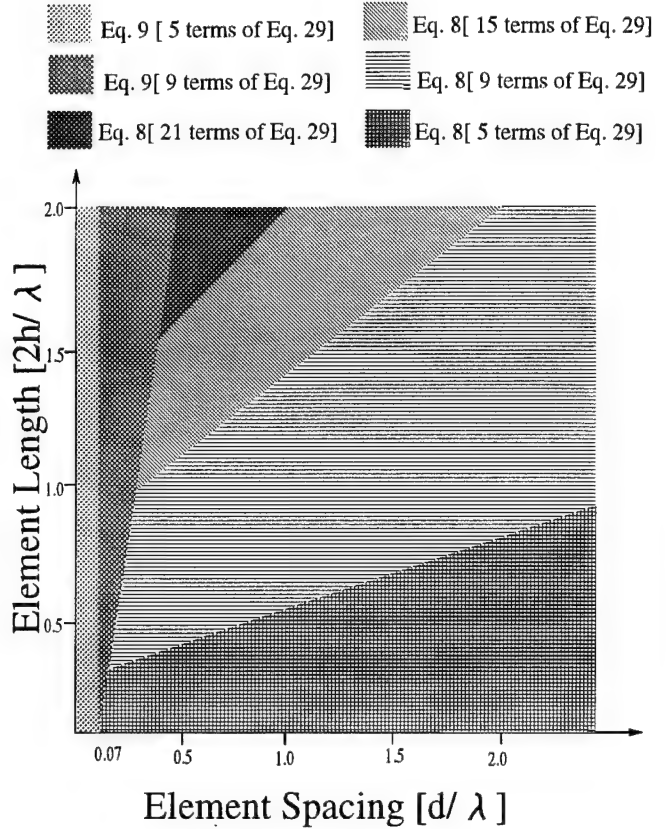 Eq. 9 [ 5 terms of Eq. 29]
Eq. 8[ 15 terms of Eq. 29]
Eq. 9[ 9 terms of Eq. 29]
Eq. 8[ 9 terms of Eq. 29]
Eq. 8[ 21 terms of Eq. 29]
Eq. 8[ 5 terms of Eq. 29]
2.0
1.5
1.0
0.5
Element Length [2h/ λ ]
0.07
0.5
1.0
1.5
2.0
Element Spacing [d/ λ ]